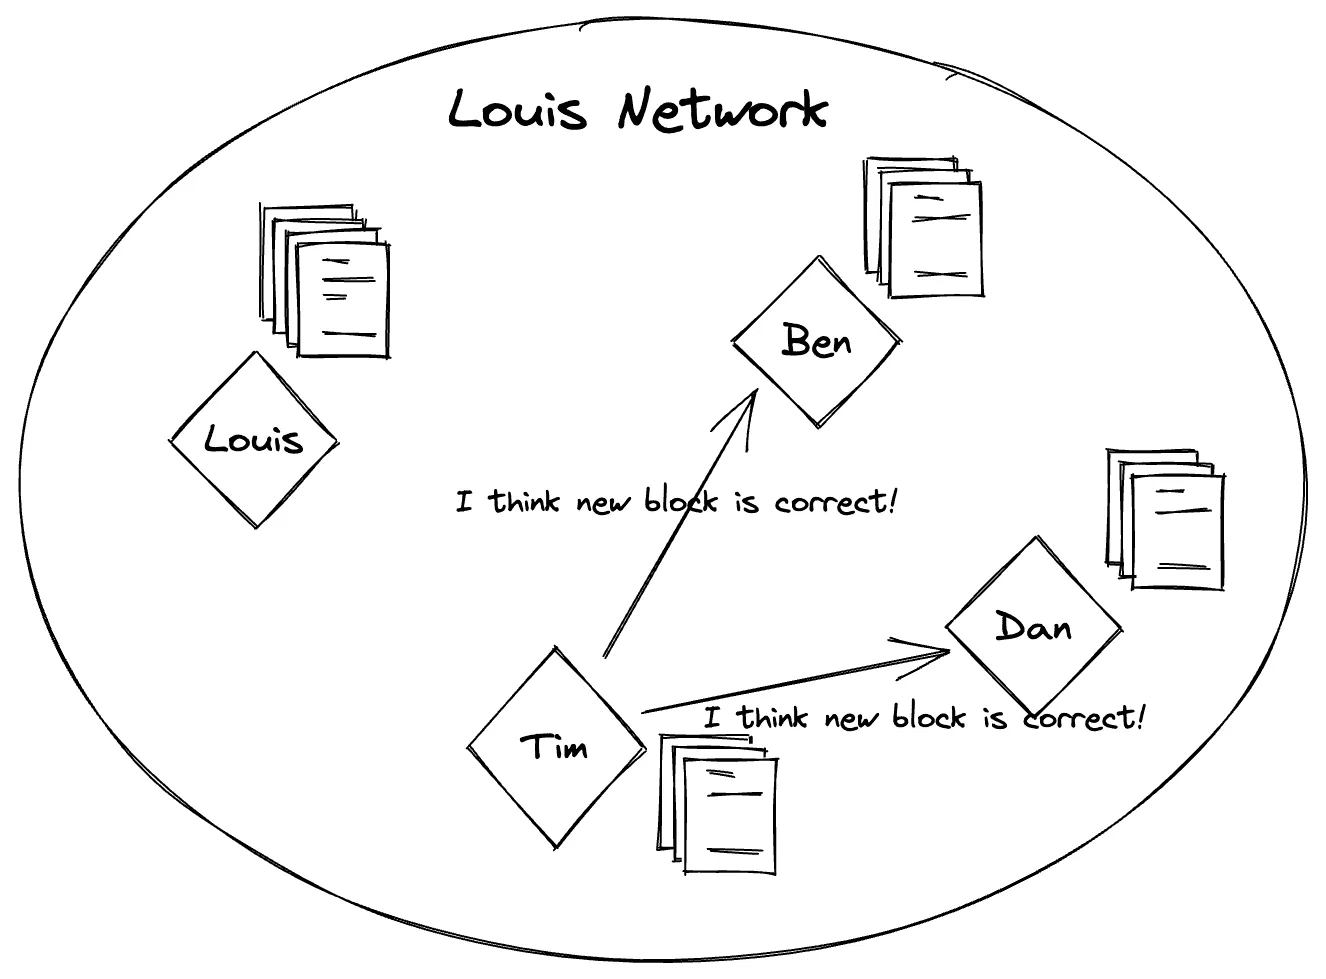 Louis Network
Ben
Louis
I think new block is correct!
Dan
I think new block is correct!
Tim